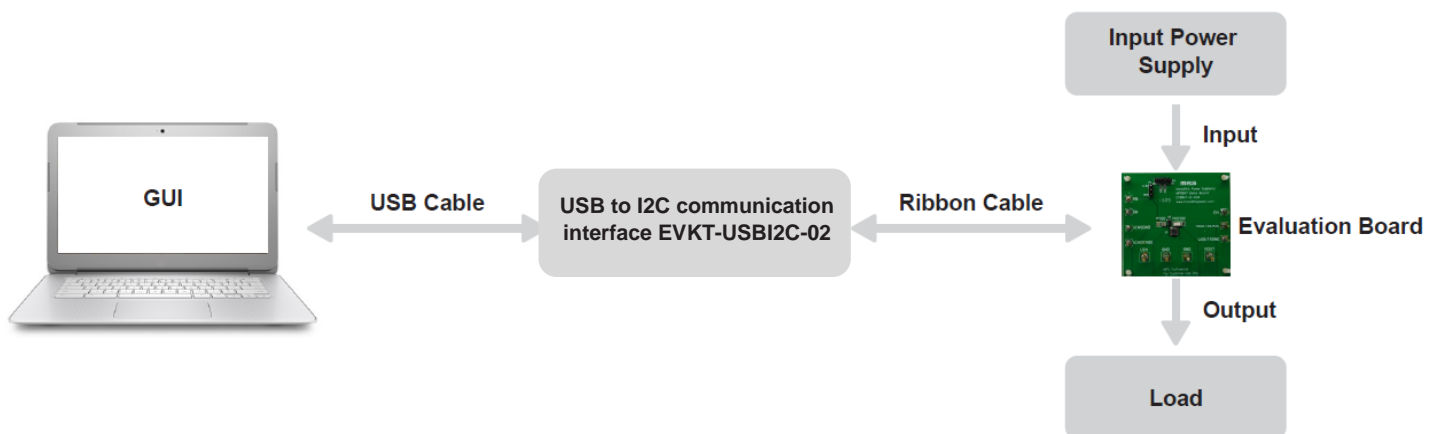 Input Power
Supply
Input
GUI
USB Cable
USB to I2C communication
interface EVKT-USBI2C-02
Ribbon Cable
Evaluation Board
Output
Load